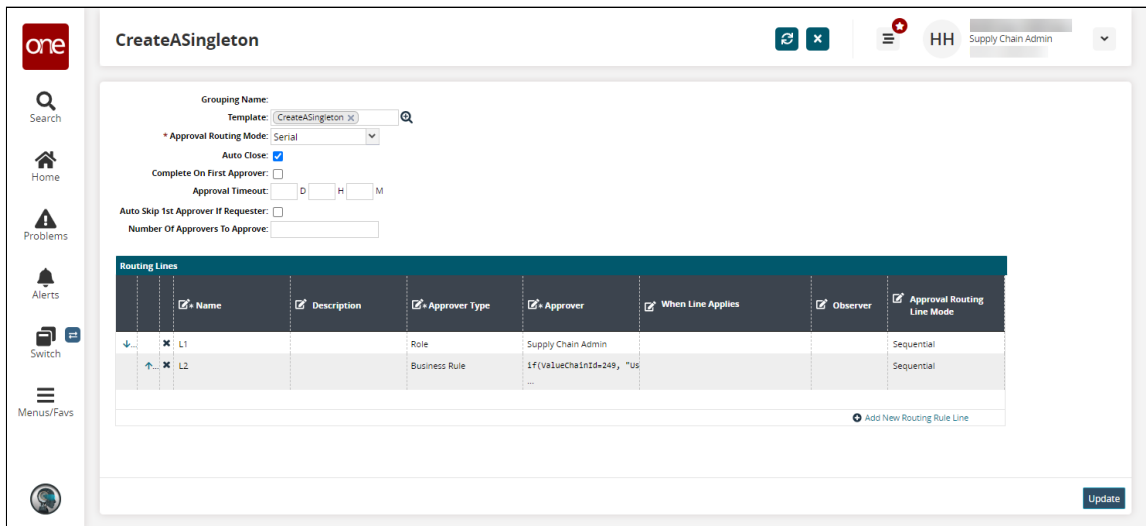 one
CreateASingleton
HH
Supply Chain Admin
Search
Home
Problems
Alerts
Switch
Menus/Favs
Grouping Name:
Template: CreateASingleton
* Approval Routing Mode: Serial
Auto Close:
Complete On First Approver:
Approval Timeout: D H M
Auto Skip 1st Approver If Requester:
Number Of Approvers To Approve:
Routing Lines
* Name Description * Approver Type * Approver When Line Applies Observer Approval Routing Line Mode
... L1 Role Supply Chain Admin Sequential
... L2 Business Rule if(ValueChainId=249, "Us Sequential
...
Add New Routing Rule Line
Update